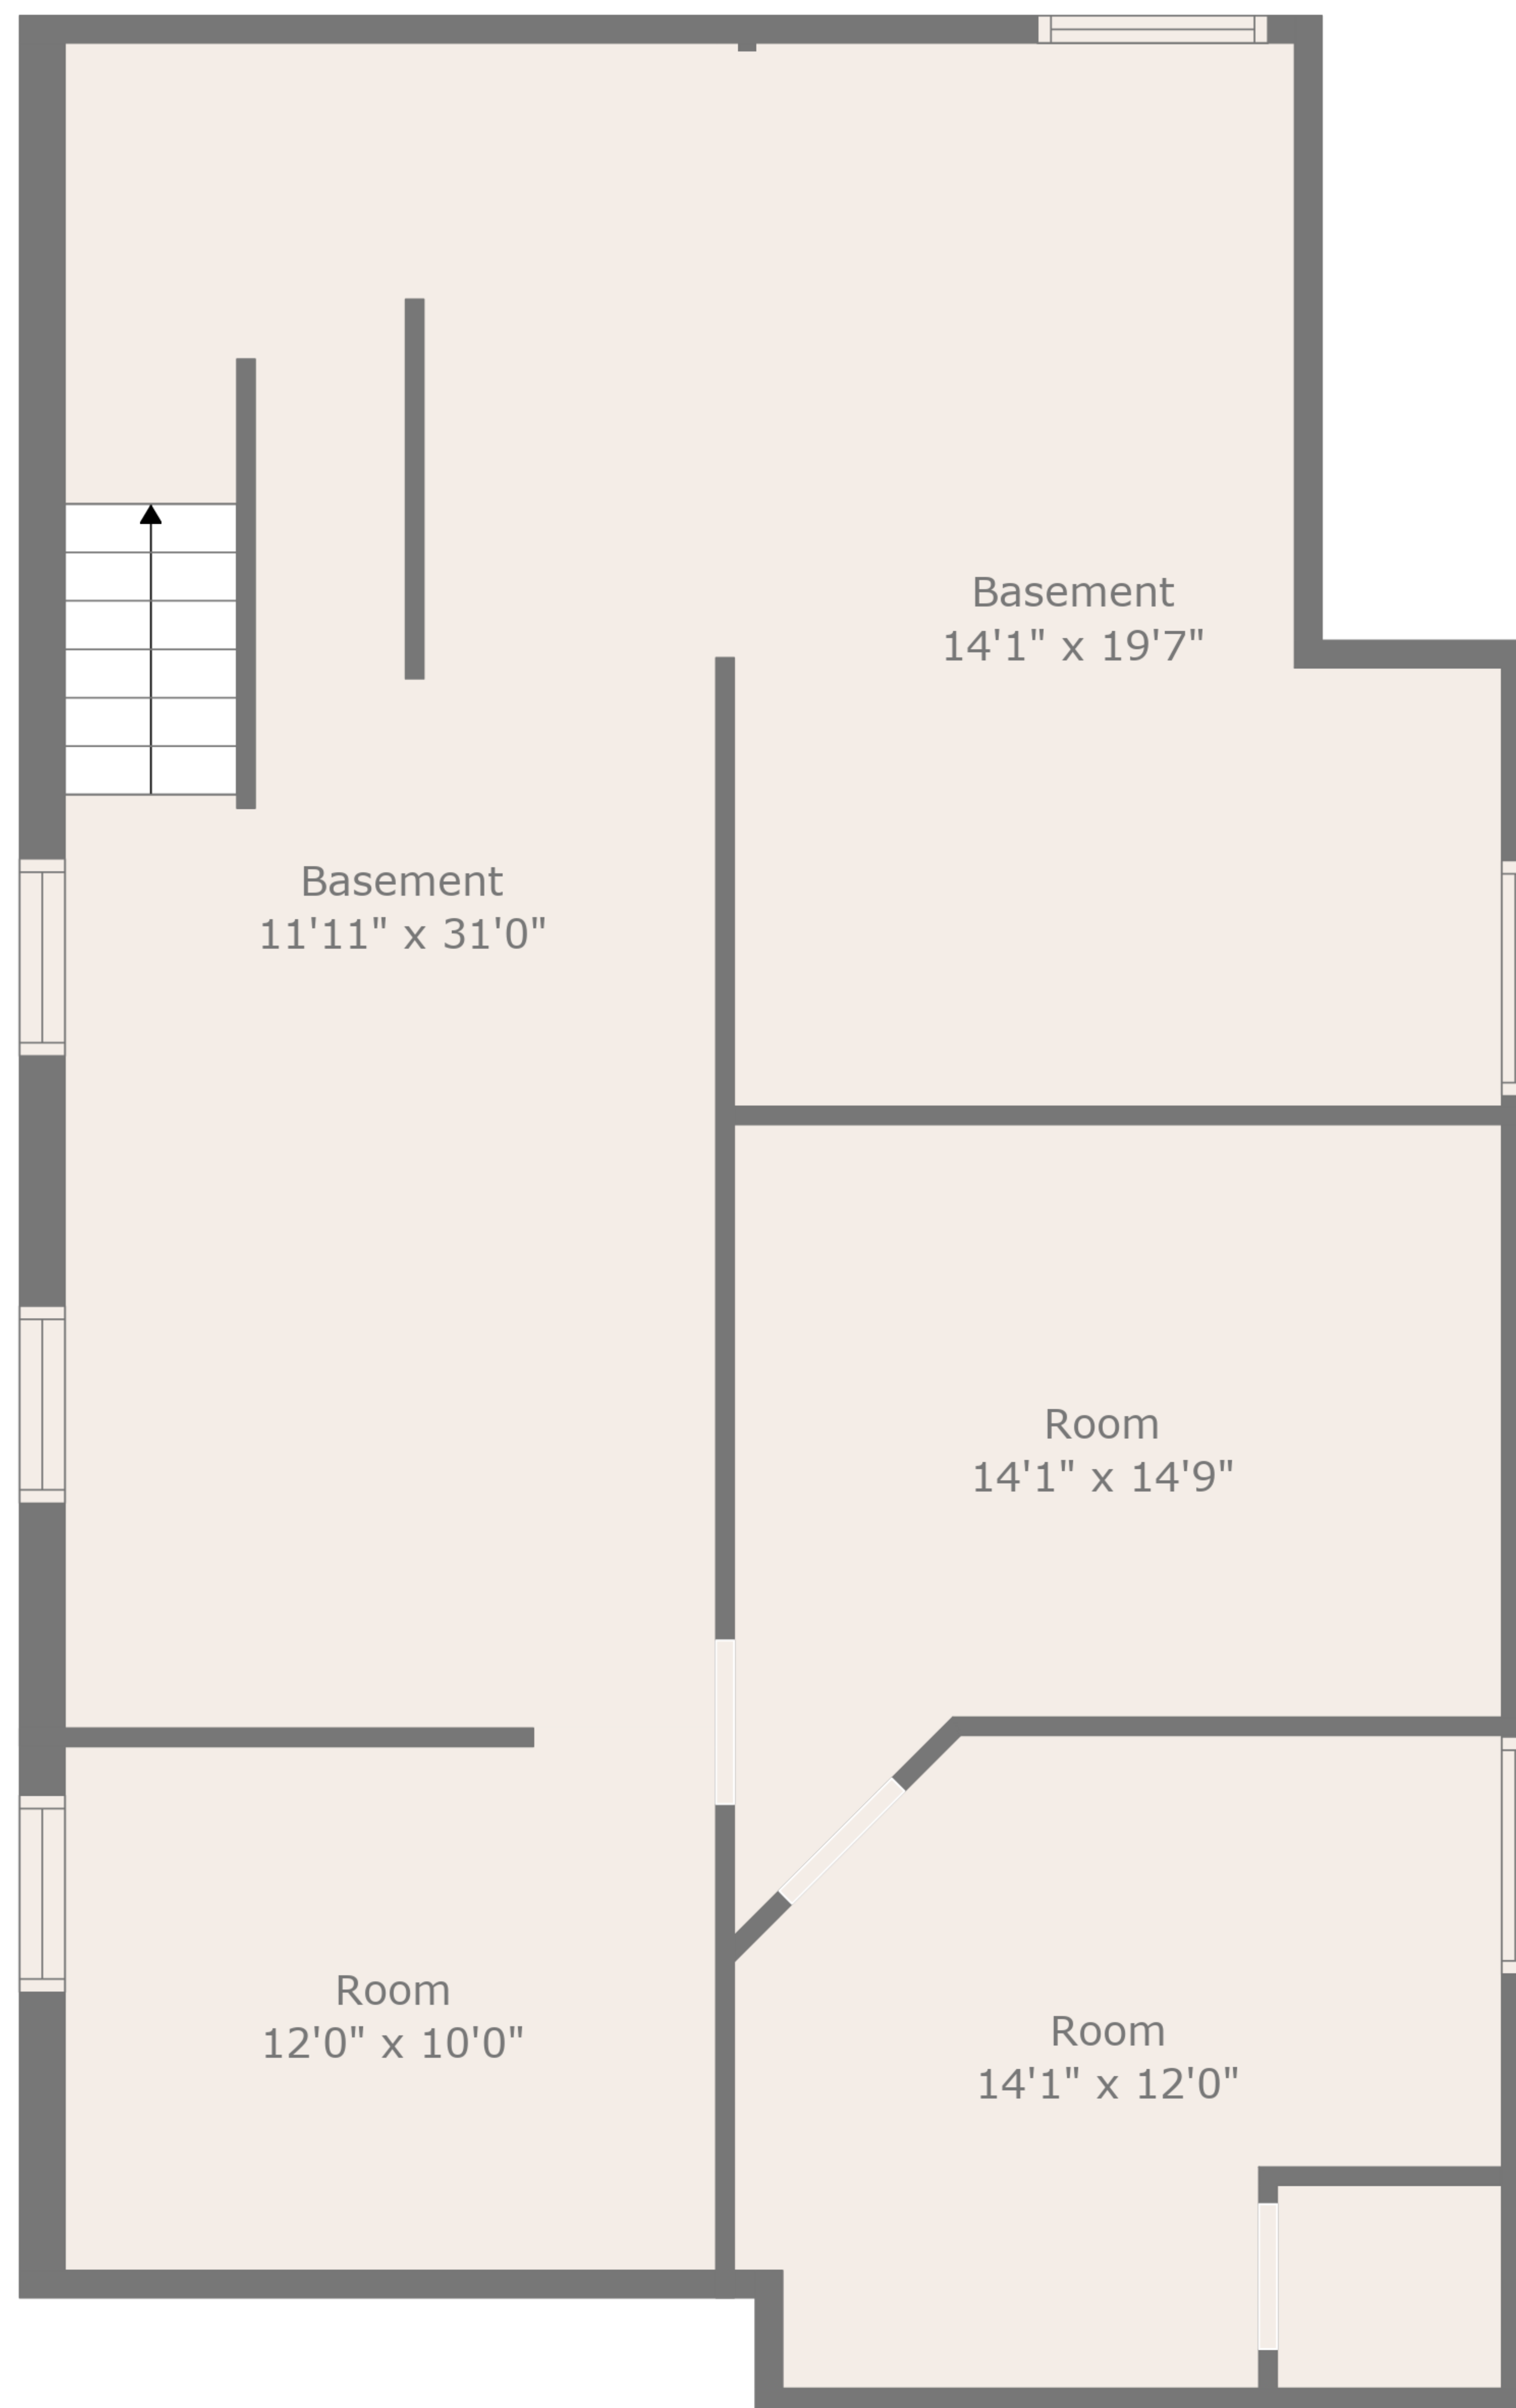 Basement
14'1" x 19'7"
Basement
11'11" x 31'0"
Room
14'1" x 14'9"
Room
12'0" x 10'0"
Room
14'1" x 12'0"